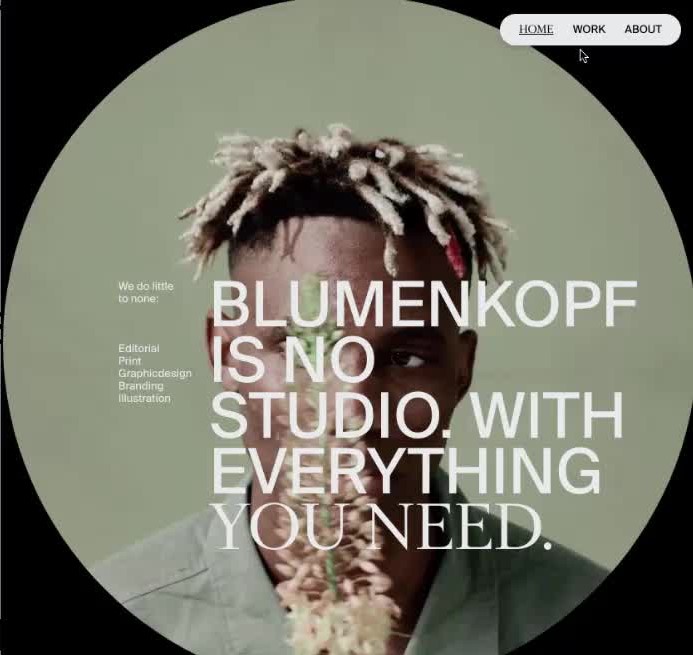 HOME WORK ABOUT
We do little
to none:
Editorial
Print
Graphicdesign
Branding
Illustration
BLUMENKOPF
IS NO
STUDIO. WITH
EVERYTHING
YOU NEED.